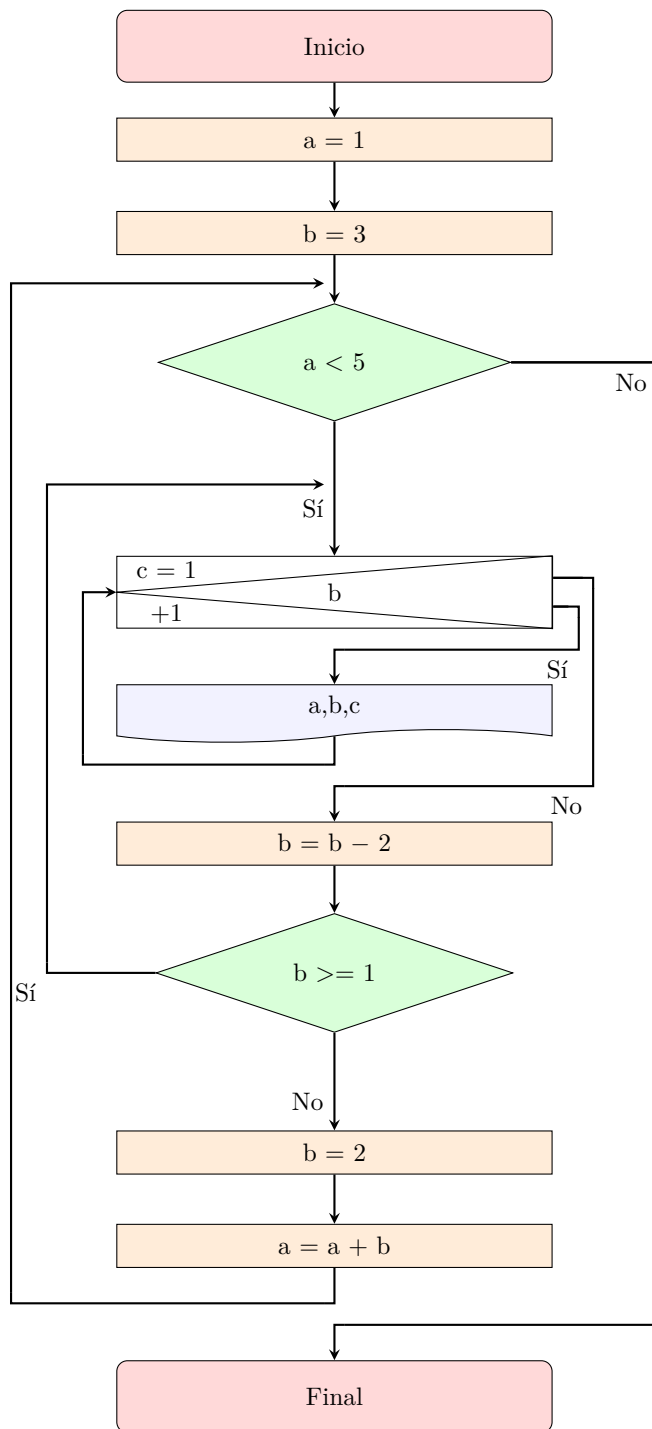 Inicio
a = 1
b = 3
a < 5
No
Sí
c = 1
b
+1
Sí
a,b,c
No
b = b − 2
b >= 1
Sí
No
b = 2
a = a + b
Final